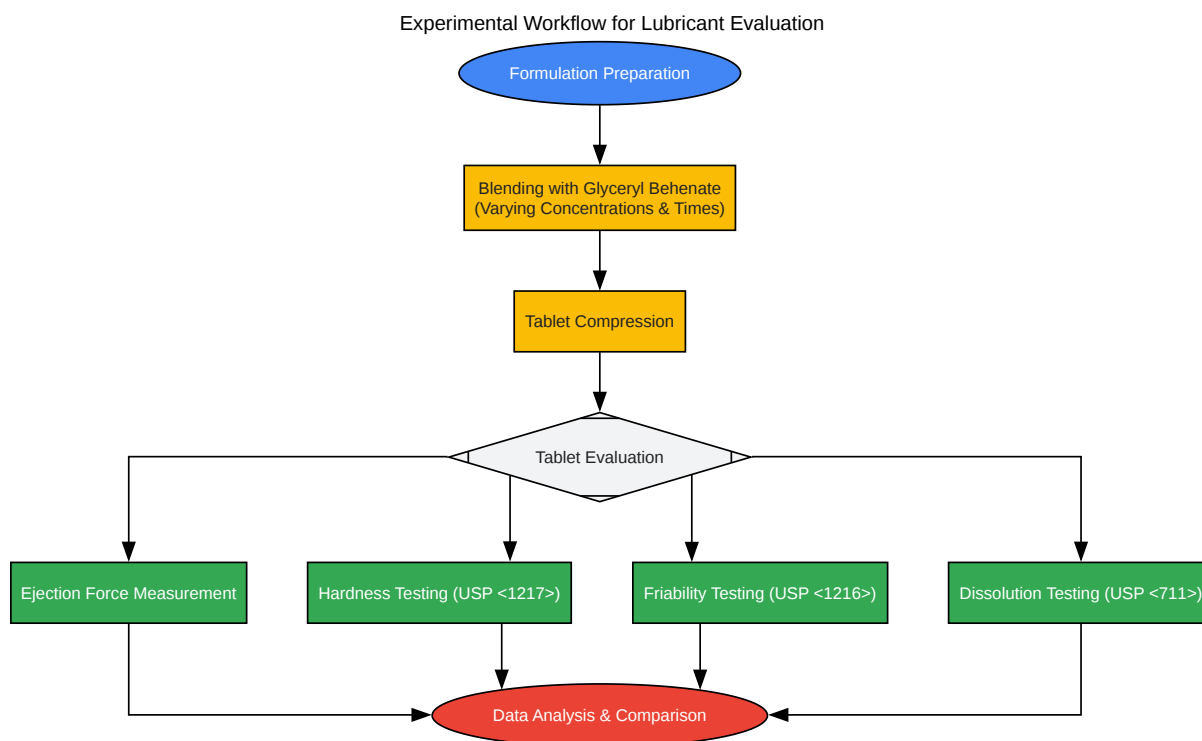 Experimental Workflow for Lubricant Evaluation
Formulation Preparation
Blending with Glyceryl Behenate
(Varying Concentrations & Times)
Tablet Compression
Tablet Evaluation
Ejection Force Measurement
Hardness Testing (USP <1217>)
Friability Testing (USP <1216>)
Dissolution Testing (USP <711>)
Data Analysis & Comparison